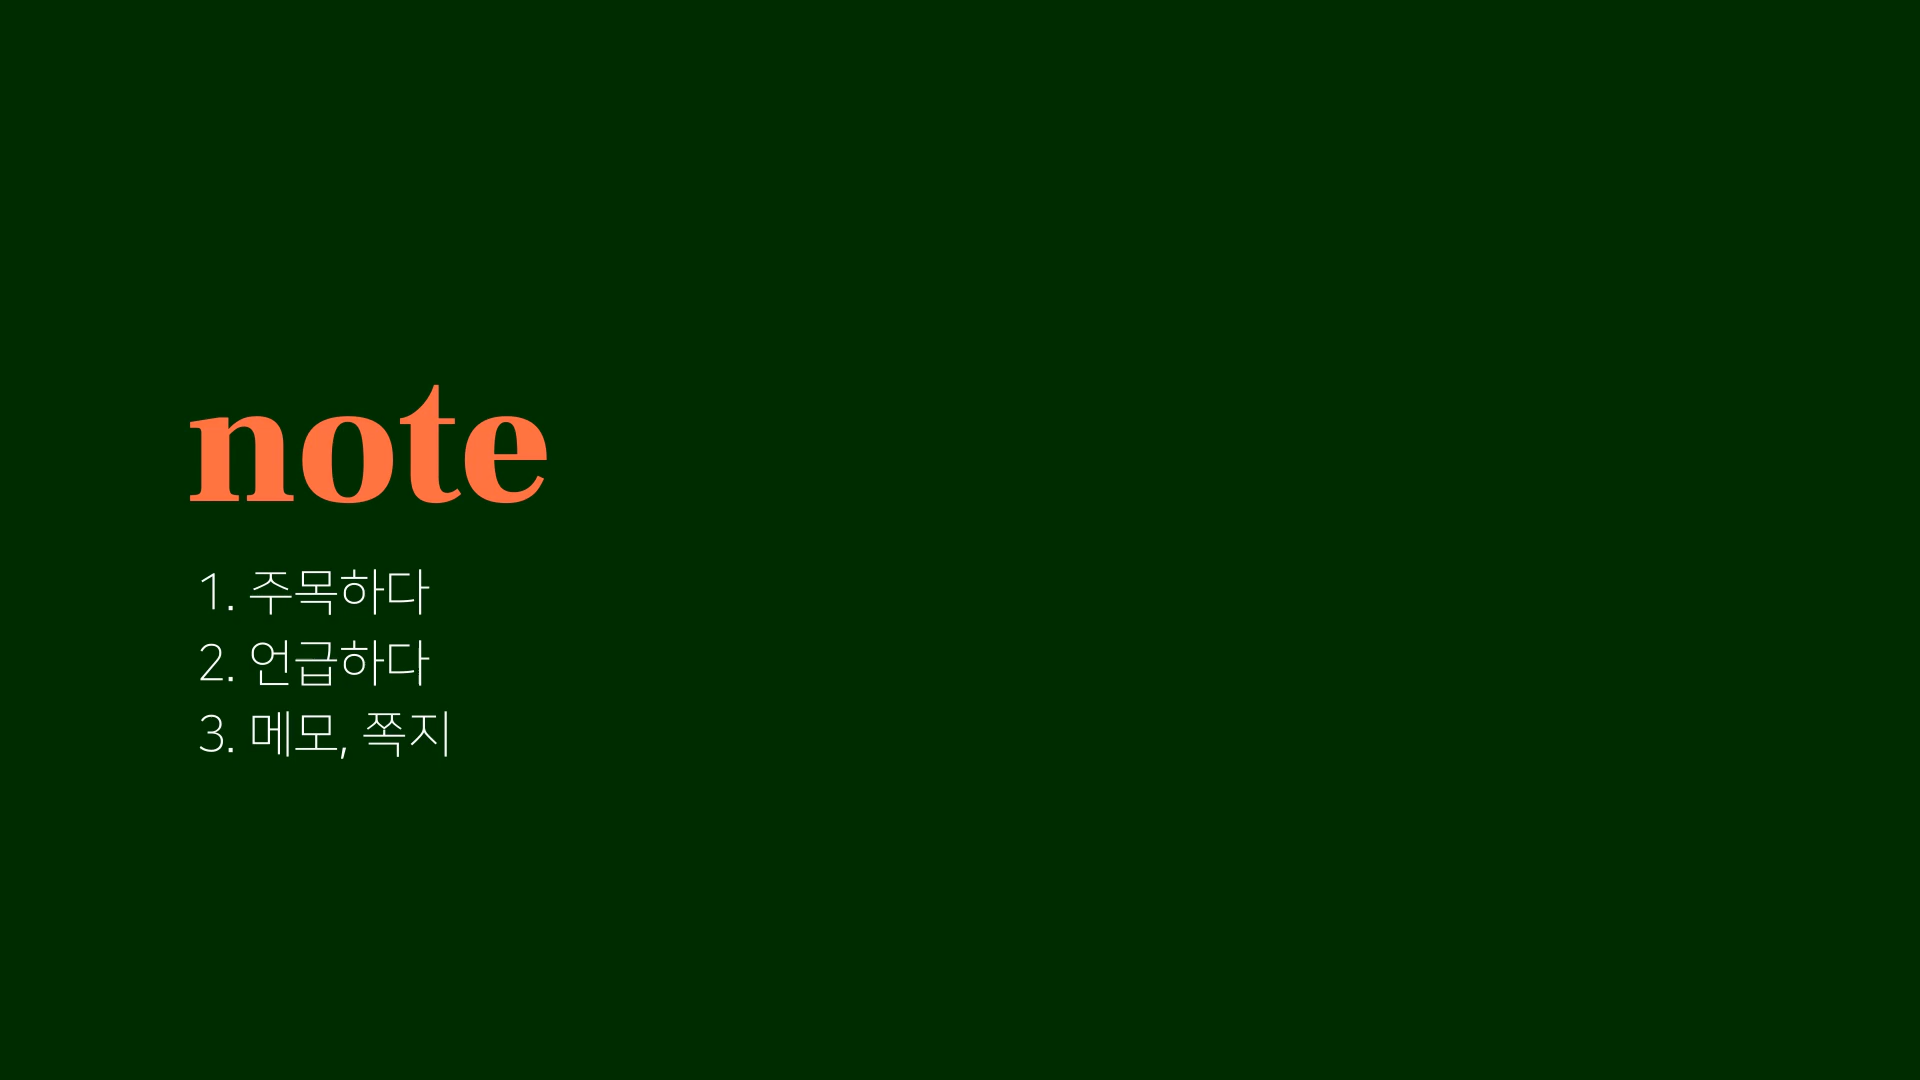 note
1. 주목하다
2. 언급하다
3. 메모, 쪽지